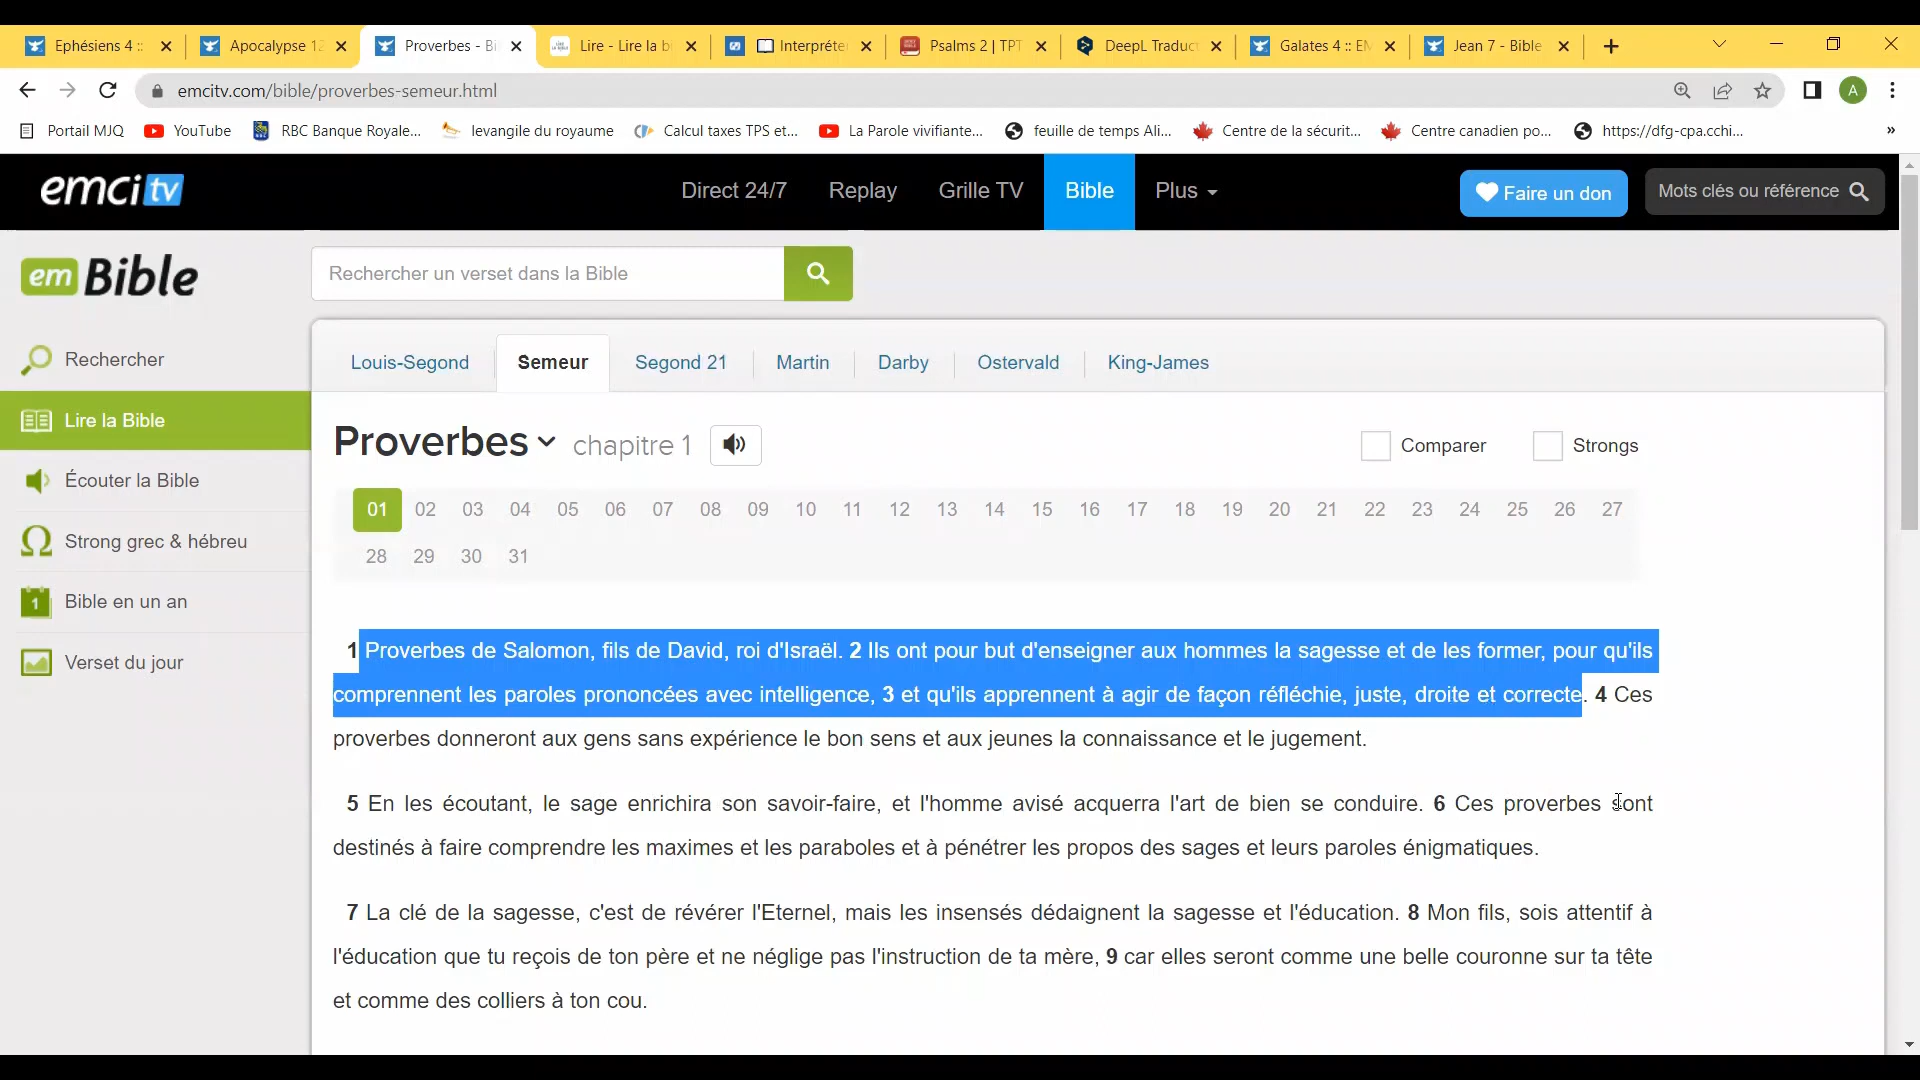 Ephésiens 4 ::
Apocalypse 12
Proverbes - Bi
Lire - Lire la b
Interpréte
Psalms 2 | TPT
DeepL Traduct
Galates 4 :: EM
Jean 7 - Bible
emcitv.com/bible/proverbes-semeur.html
A
Portail MJQ
YouTube
RBC Banque Royale...
levangile du royaume
Calcul taxes TPS et...
La Parole vivifiante...
feuille de temps Ali...
Centre de la sécurit...
Centre canadien po...
https://dfg-cpa.cchi...
»
emci tv
Direct 24/7
Replay
Grille TV
Bible
Plus
Faire un don
Mots clés ou référence
em Bible
Rechercher un verset dans la Bible
Rechercher
Lire la Bible
Écouter la Bible
Strong grec & hébreu
1
Bible en un an
Verset du jour
Louis-Segond
Semeur
Segond 21
Martin
Darby
Ostervald
King-James
Proverbes chapitre 1
Comparer
Strongs
01 02 03 04 05 06 07 08 09 10 11 12 13 14 15 16 17 18 19 20 21 22 23 24 25 26 27
28 29 30 31
1 Proverbes de Salomon, fils de David, roi d'Israël. 2 Ils ont pour but d'enseigner aux hommes la sagesse et de les former, pour qu'ils
comprennent les paroles prononcées avec intelligence, 3 et qu'ils apprennent à agir de façon réfléchie, juste, droite et correcte. 4 Ces
proverbes donneront aux gens sans expérience le bon sens et aux jeunes la connaissance et le jugement.
5 En les écoutant, le sage enrichira son savoir-faire, et l'homme avisé acquerra l'art de bien se conduire. 6 Ces proverbes sont
destinés à faire comprendre les maximes et les paraboles et à pénétrer les propos des sages et leurs paroles énigmatiques.
7 La clé de la sagesse, c'est de révérer l'Eternel, mais les insensés dédaignent la sagesse et l'éducation. 8 Mon fils, sois attentif à
l'éducation que tu reçois de ton père et ne néglige pas l'instruction de ta mère, 9 car elles seront comme une belle couronne sur ta tête
et comme des colliers à ton cou.